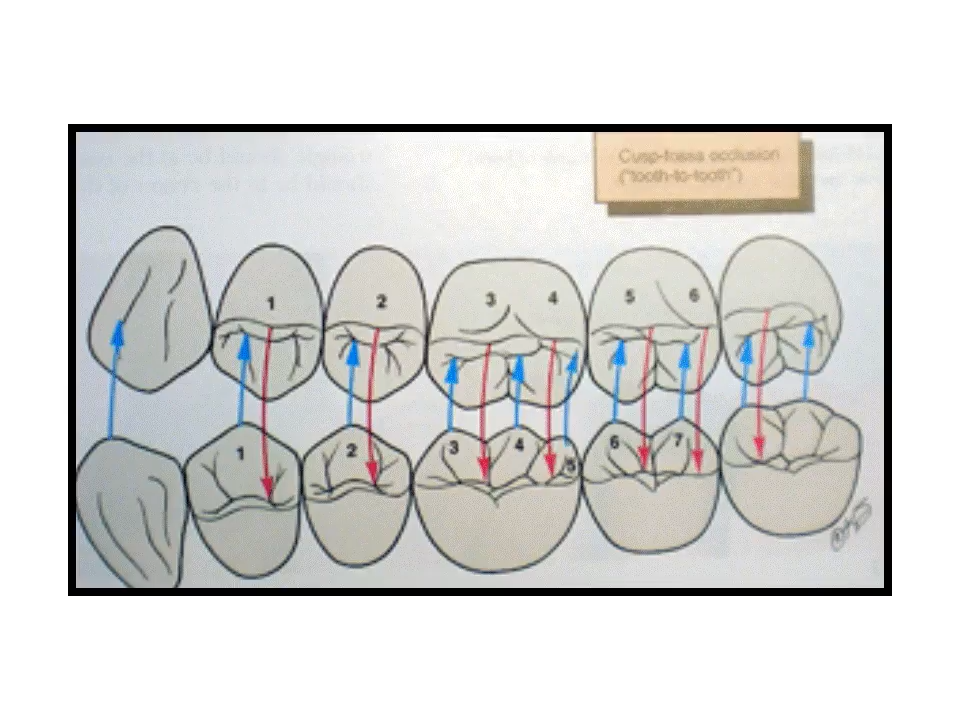 Cusp-fossa occlusion
("tooth-to-tooth")
1 2 3 4 5 6
1 2 3 4 5 6 7